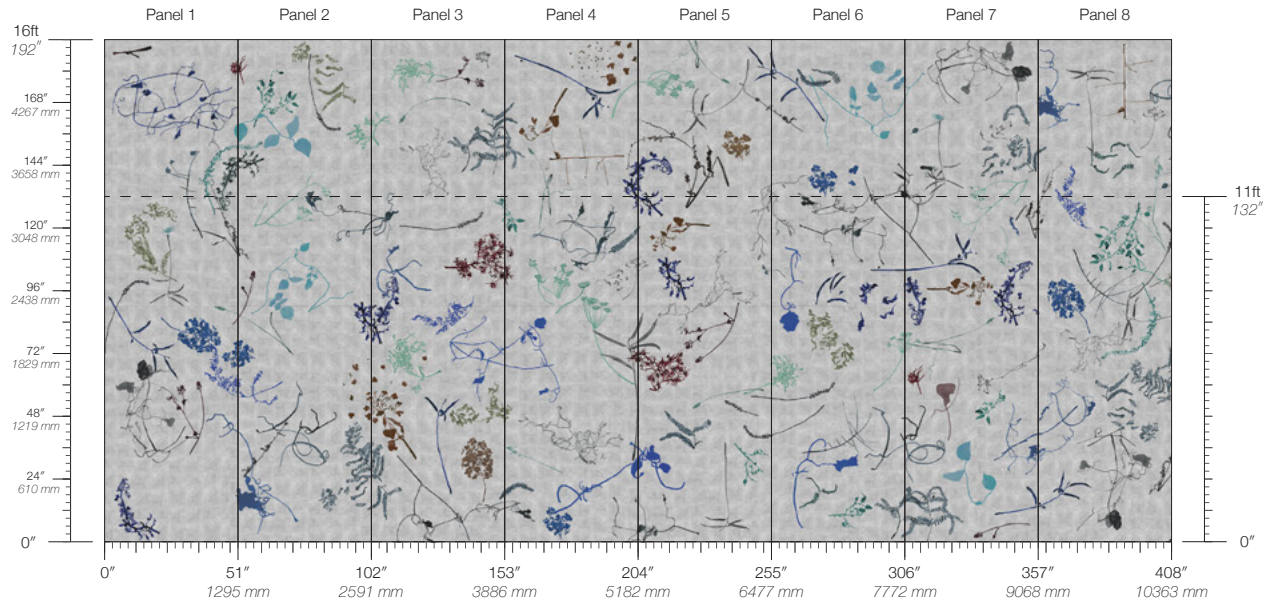 Panel 1 Panel 2 Panel 3 Panel 4 Panel 5 Panel 6 Panel 7 Panel 8
16ft
192″
168″
4267 mm
144″
3658 mm
11ft
132″
120″
3048 mm
96″
2438 mm
72″
1829 mm
48″
1219 mm
24″
610 mm
0″ 0″
0″ 51″ 102″ 153″ 204″ 255″ 306″ 357″ 408″
1295 mm 2591 mm 3886 mm 5182 mm 6477 mm 7772 mm 9068 mm 10363 mm